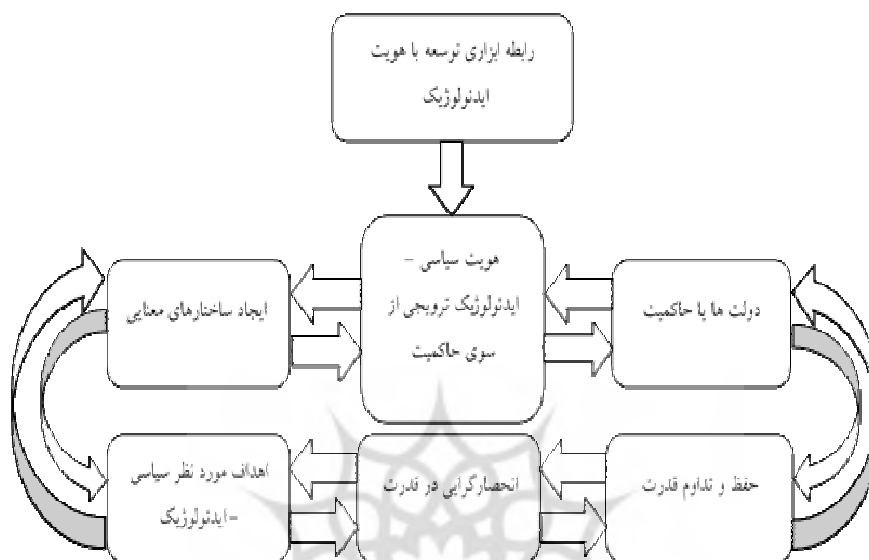 رابطه ابزاری توسعه با هویت
ایدئولوژیک
دولت ها یا حاکمیت
هویت سیاسی –
ایدئولوژیک ترویجی از
سوی حاکمیت
ایجاد ساختارهای معنایی
حفظ و تداوم قدرت
انحصارگرایی در قدرت
اهداف مورد نظر سیاسی
–ایدئولوژیک